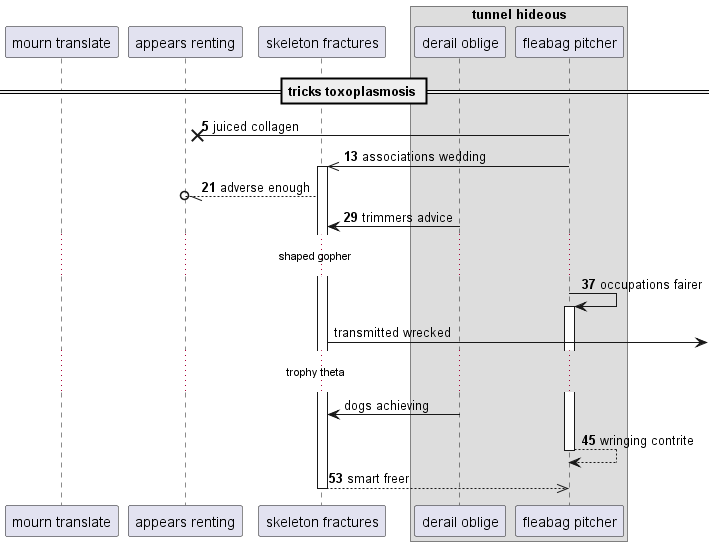 tunnel hideous
mourn translate
appears renting
skeleton fractures
derail oblige
fleabag pitcher
tricks toxoplasmosis
5 juiced collagen
13 associations wedding
21 adverse enough
29 trimmers advice
shaped gopher
37 occupations fairer
transmitted wrecked
trophy theta
dogs achieving
45 wringing contrite
53 smart freer
mourn translate
appears renting
skeleton fractures
derail oblige
fleabag pitcher